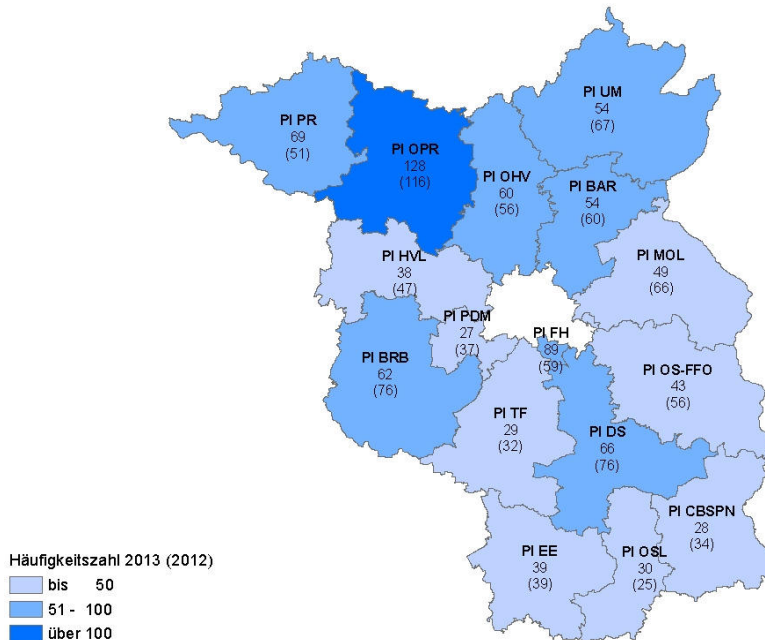 PI UM
54
(67)
PI PR
69
(51)
PI OPR
128
(116)
PI OHV
60
(56)
PI BAR
54
(60)
PI HVL
38
(47)
PI MOL
49
(66)
PI PDM
27
(37)
PI FH
89
(59)
PI BRB
62
(76)
PI OS-FFO
43
(56)
PI TF
29
(32)
PI DS
66
(76)
PI CBSPN
28
(34)
PI EE
39
(39)
PI OSL
30
(25)
Häufigkeitszahl 2013 (2012)
bis 50
51 - 100
über 100